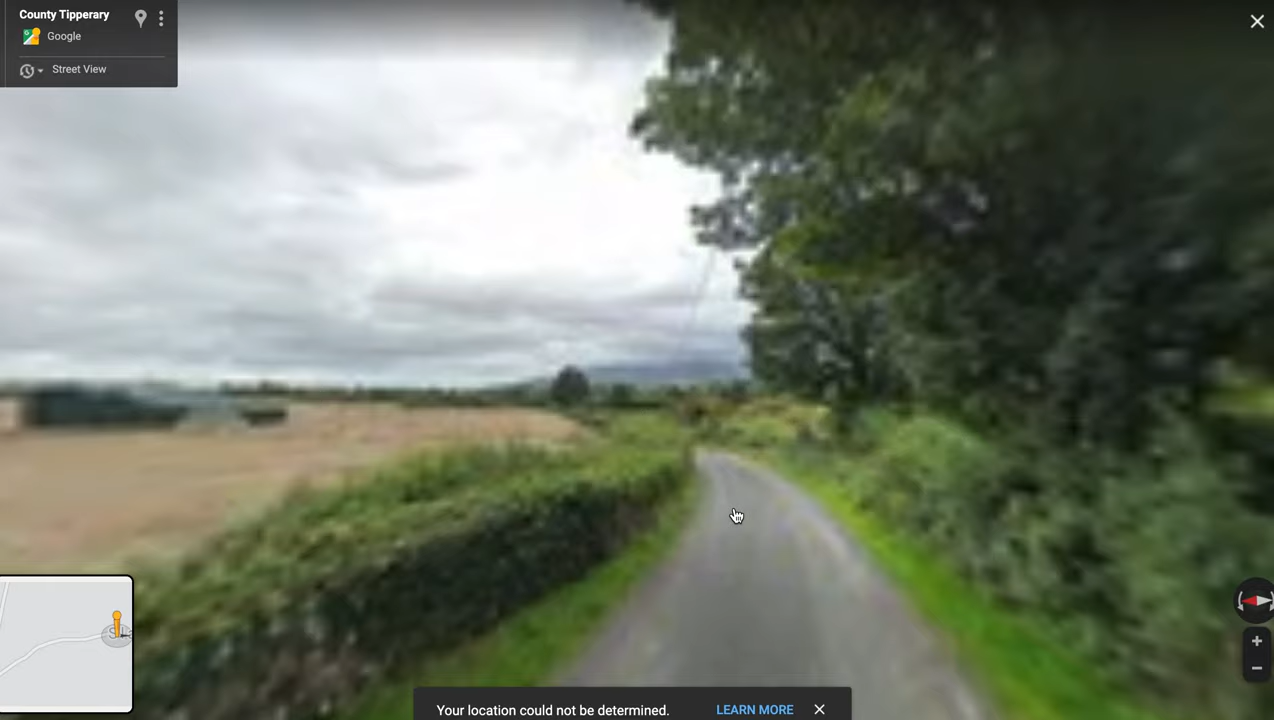 County Tipperary
Google
Street View
Your location could not be determined.
LEARN MORE